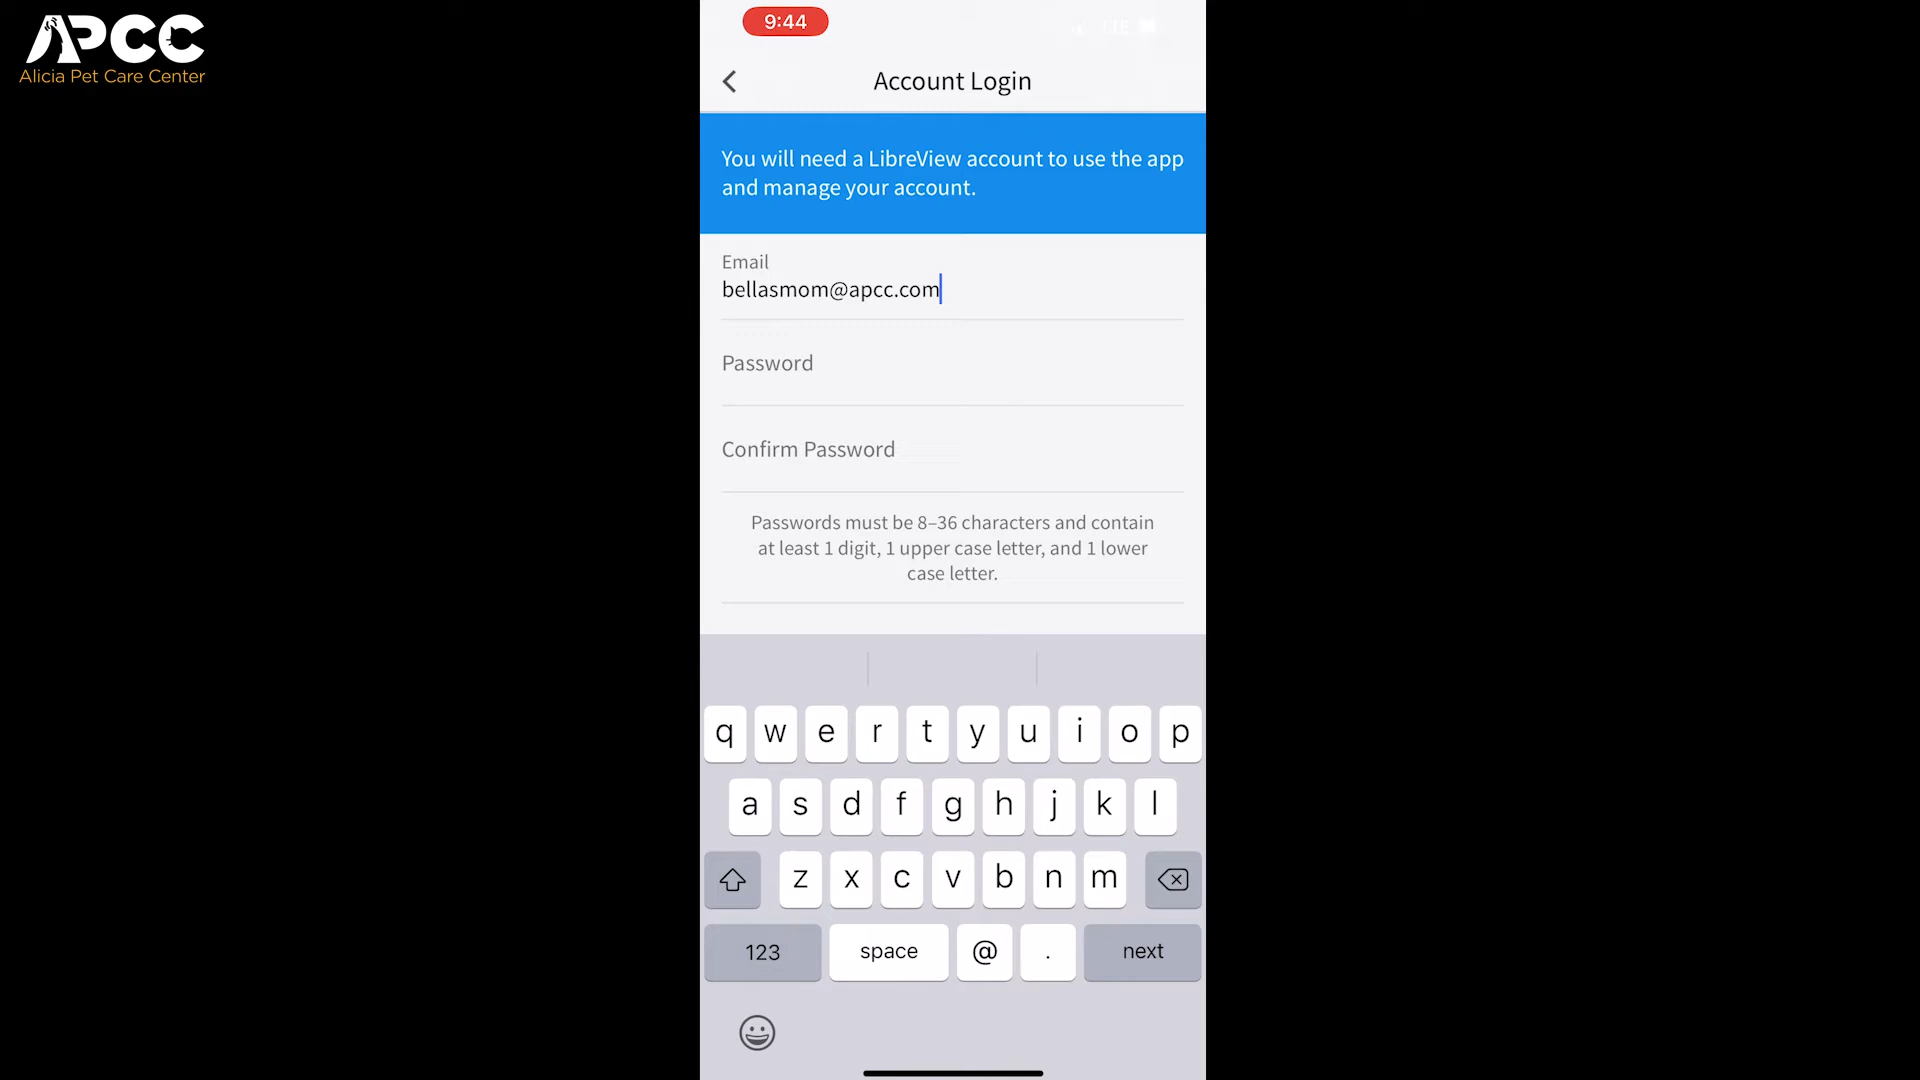 APCC
Alicia Pet Care Center
9:44
LTE
Account Login
You will need a LibreView account to use the app
and manage your account.
Email
bellasmom@apcc.com
Password
Confirm Password
Passwords must be 8–36 characters and contain
at least 1 digit, 1 upper case letter, and 1 lower
case letter.
q w e r t y u i o p
a s d f g h j k l
z x c v b n m
123 space @ . next